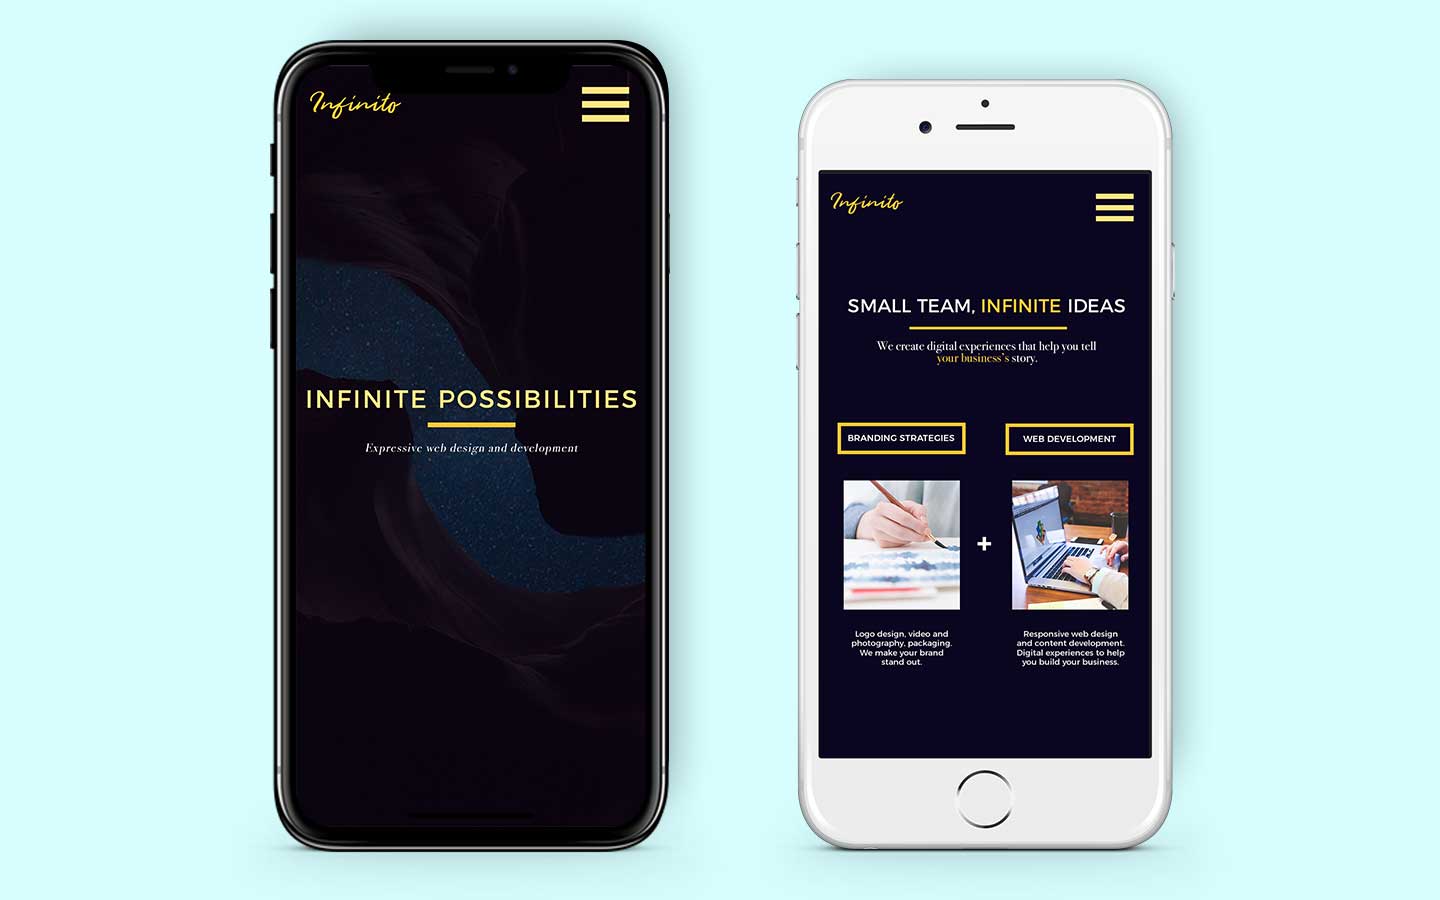 Infinito
INFINITE POSSIBILITIES
Expressive web design and development
Infinito
SMALL TEAM, INFINITE IDEAS
We create digital experiences that help you tell
your business's story.
BRANDING STRATEGIES
WEB DEVELOPMENT
+
Logo design, video and
photography, packaging.
We make your brand
stand out.
Responsive web design
and content development.
Digital experiences to help
you build your business.